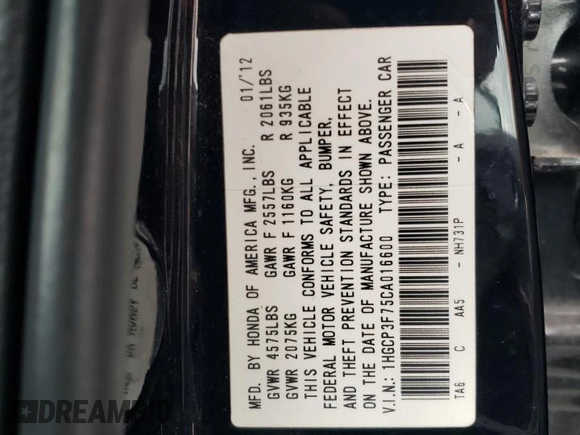 MFD. BY HONDA OF AMERICA MFG., INC. 01/'12
GVWR 4575LBS GAWR F 2557LBS R 2061LBS
GVWR 2075KG GAWR F 1160KG R 935KG
THIS VEHICLE CONFORMS TO ALL APPLICABLE
FEDERAL MOTOR VEHICLE SAFETY, BUMPER,
AND THEFT PREVENTION STANDARDS IN EFFECT
ON THE DATE OF MANUFACTURE SHOWN ABOVE.
V.I.N.: 1HGCP3F75CA016600 TYPE: PASSENGER CAR
TA6 C AA5 - NH731P - A - A